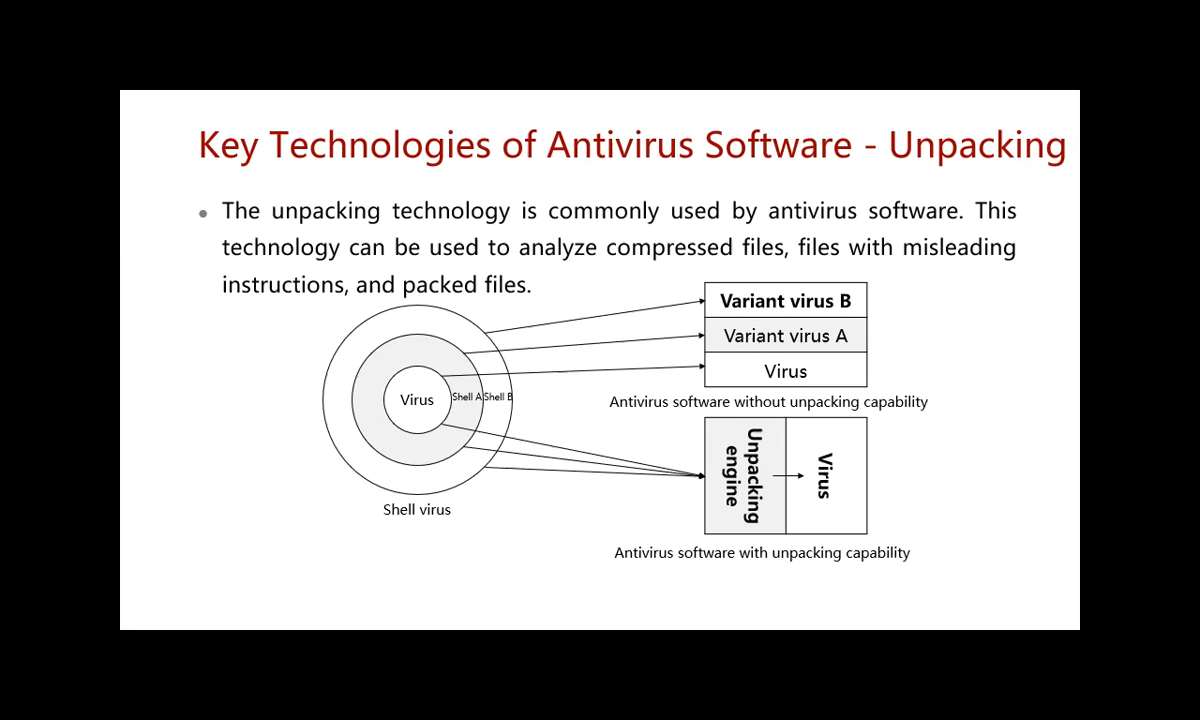 Key Technologies of Antivirus Software - Unpacking
• The unpacking technology is commonly used by antivirus software. This
technology can be used to analyze compressed files, files with misleading
instructions, and packed files.
Variant virus B
Variant virus A
Virus
Antivirus software without unpacking capability
Virus
Shell A
Shell B
Shell virus
Unpacking
engine
Virus
Antivirus software with unpacking capability